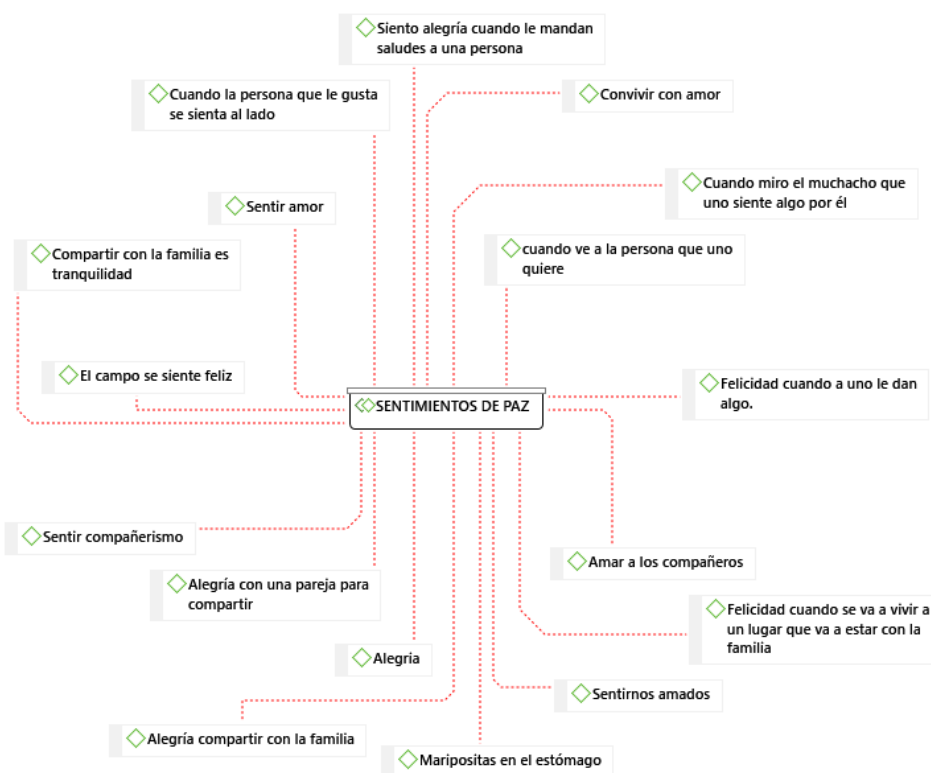 Siento alegría cuando le mandan
saludes a una persona
Cuando la persona que le gusta
se sienta al lado
Convivir con amor
Cuando miro el muchacho que
uno siente algo por él
Sentir amor
Compartir con la familia es
tranquilidad
cuando ve a la persona que uno
quiere
El campo se siente feliz
Felicidad cuando a uno le dan
algo.
SENTIMIENTOS DE PAZ
Sentir compañerismo
Amar a los compañeros
Alegría con una pareja para
compartir
Felicidad cuando se va a vivir a
un lugar que va a estar con la
familia
Alegria
Sentirnos amados
Alegría compartir con la familia
Maripositas en el estómago